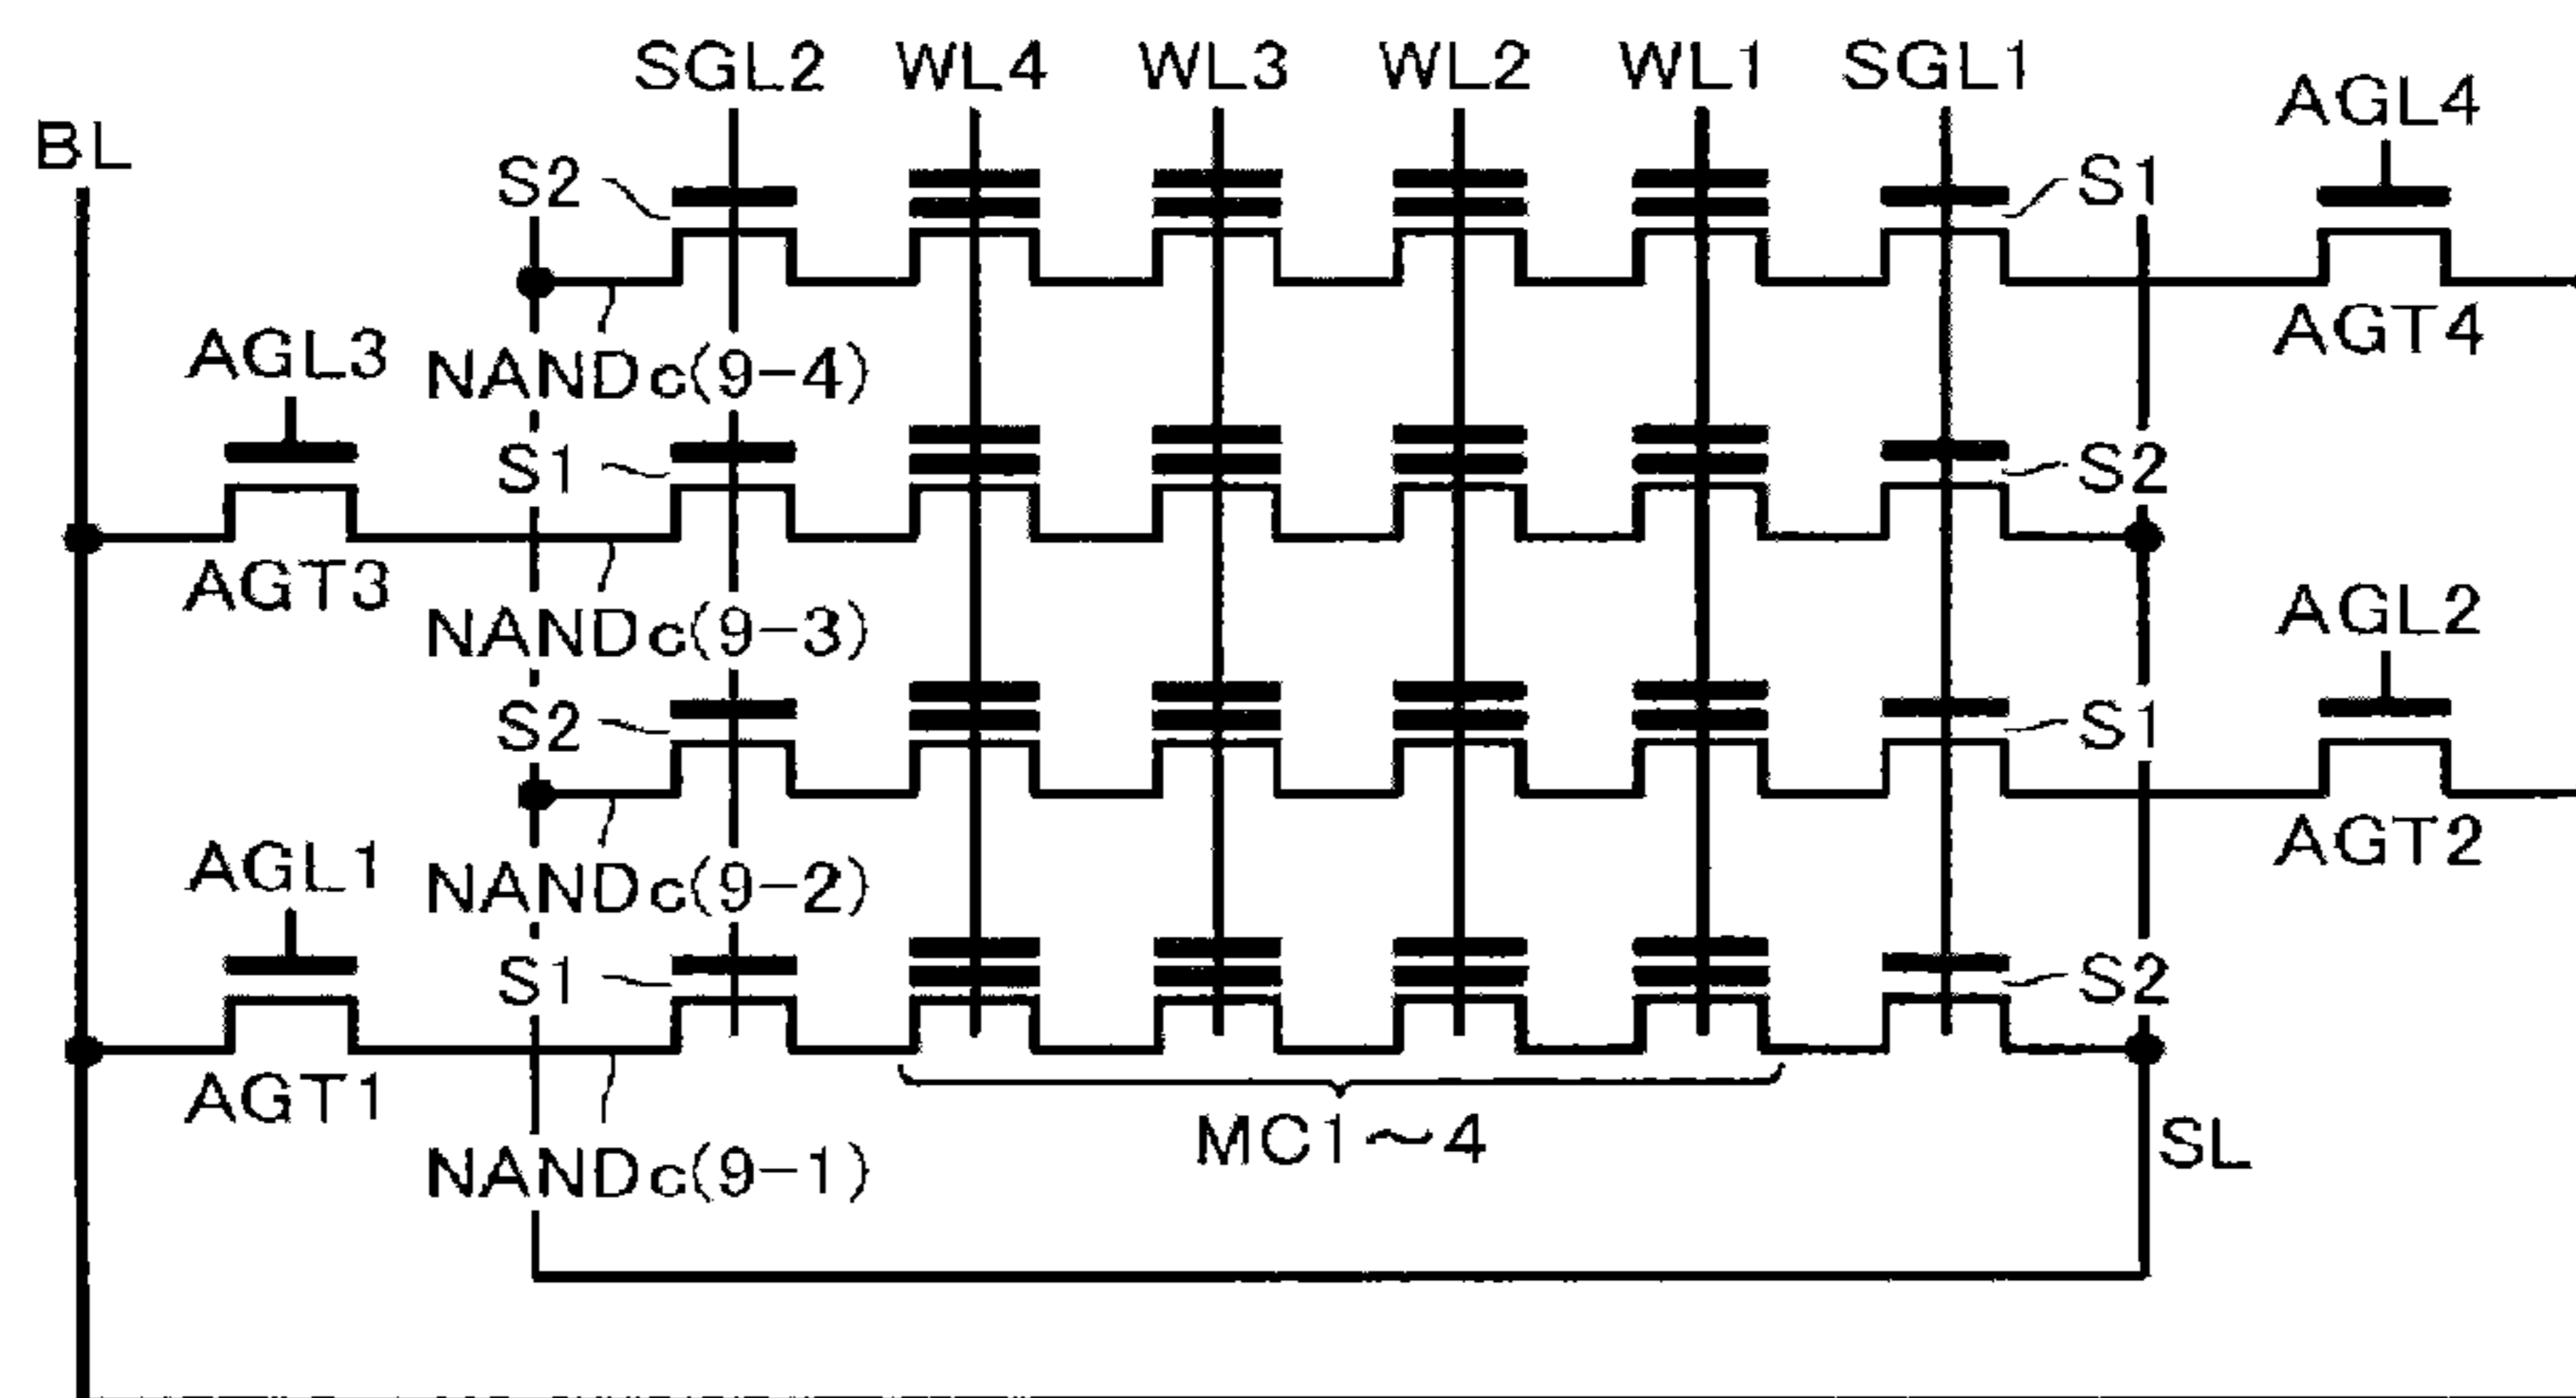 SGL2 WL4 WL3 WL2 WL1 SGL1
AGL4
BL
S2 S1
AGT4
AGL3
NANDc(9-4)
S1 S2
AGT3
AGL2
NANDc(9-3)
S2 S1
AGT2
AGL1
NANDc(9-2)
S1 S2
AGT1
MC1～4
SL
NANDc(9-1)